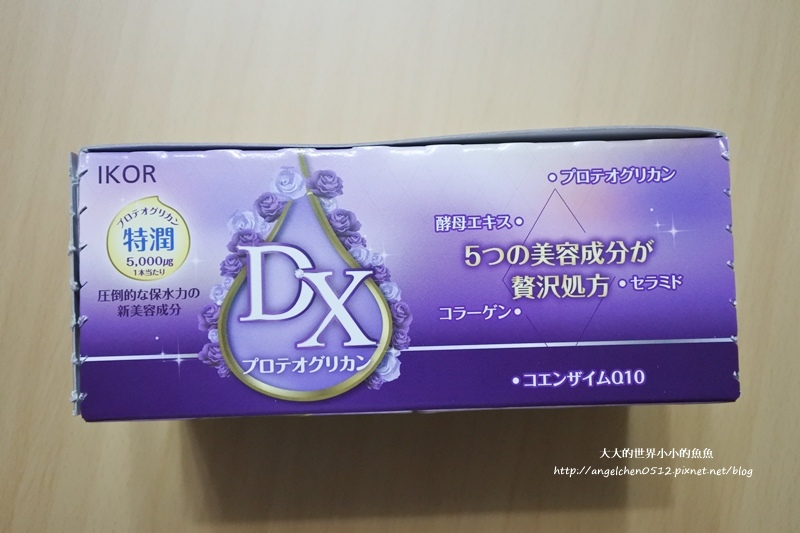 IKOR
プロテオグリカン
特潤
5,000μg
1本当たり
圧倒的な保水力の
新美容成分
DX
プロテオグリカン
•プロテオグリカン
酵母エキス•
5つの美容成分が
贅沢処方
•セラミド
コラーゲン•
•コエンザイムQ10
大大的世界小小的魚魚
http://angelchen0512.pixnet.net/blog